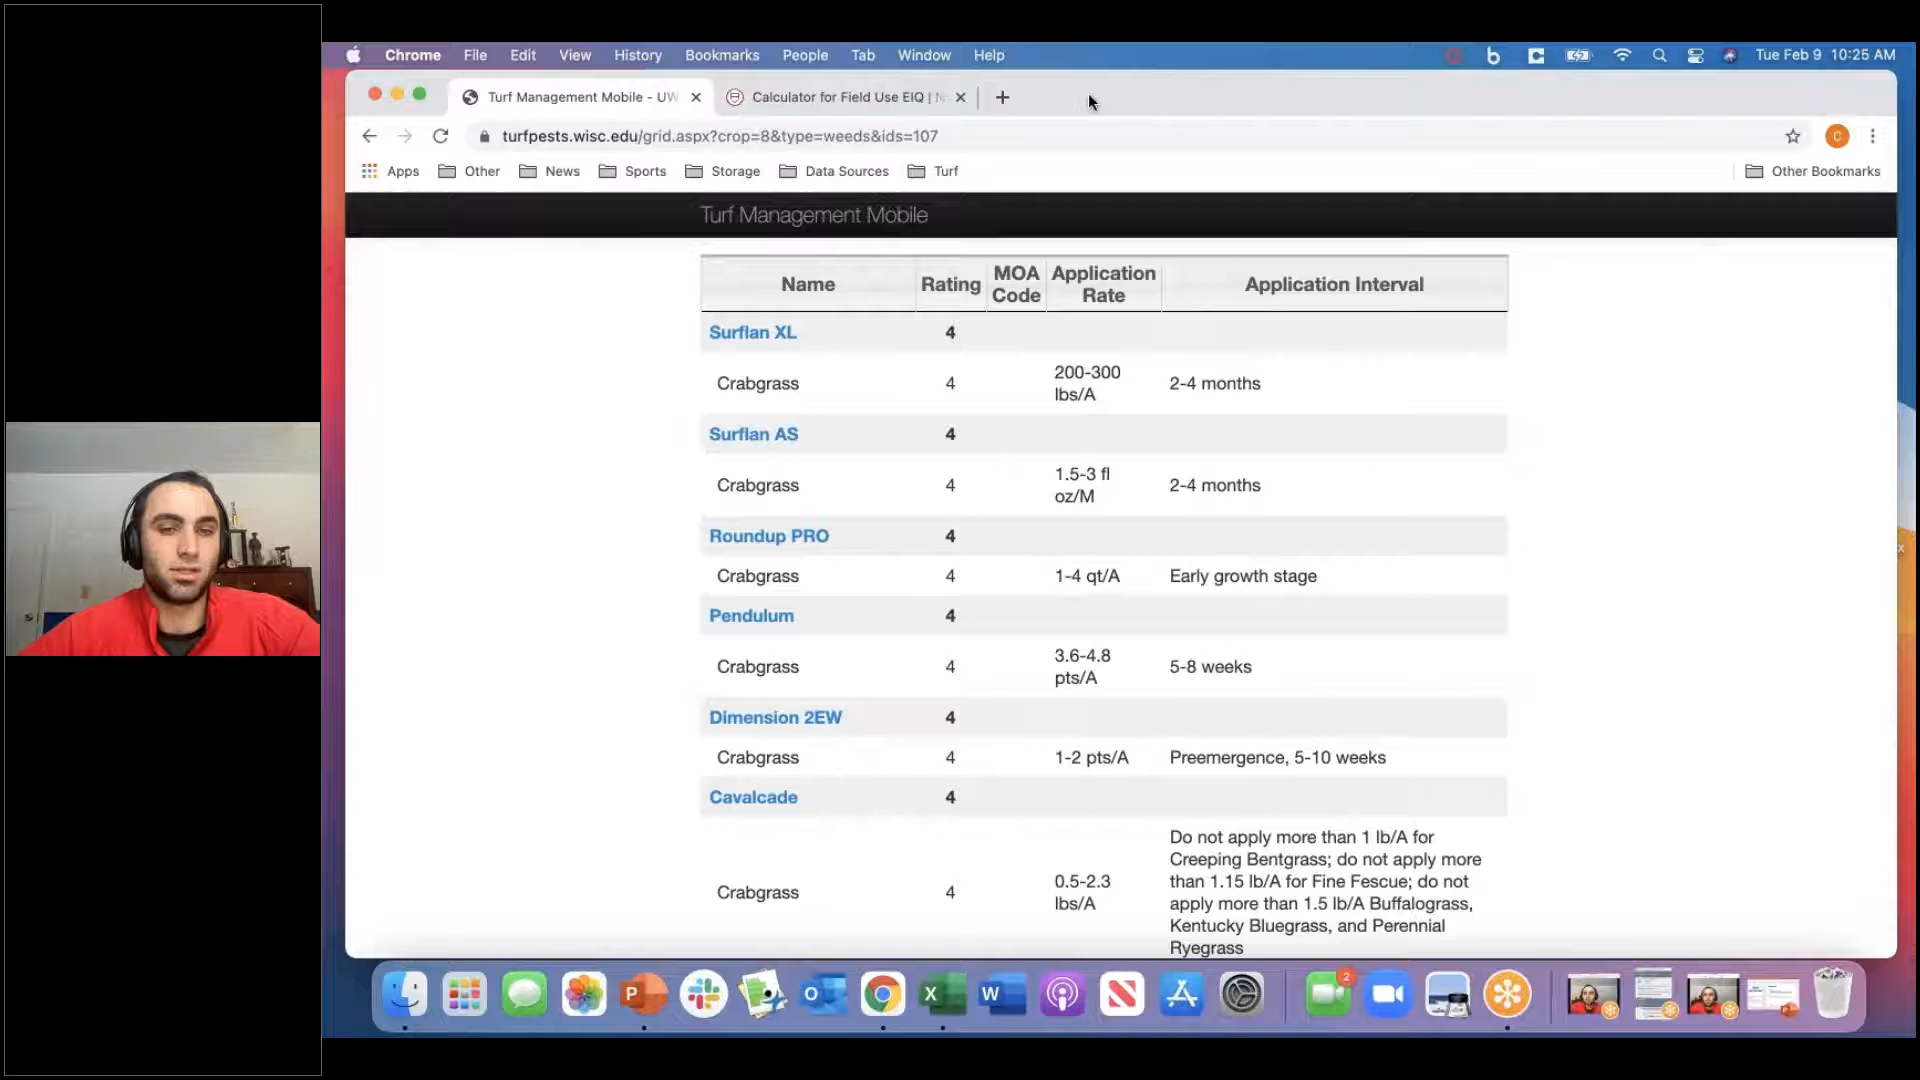 Chrome File Edit View History Bookmarks People Tab Window Help
Tue Feb 9 10:25 AM
Turf Management Mobile - UW
Calculator for Field Use EIQ |
turfpests.wisc.edu/grid.aspx?crop=8&type=weeds&ids=107
C
Apps Other News Sports Storage Data Sources Turf Other Bookmarks
Turf Management Mobile
Name Rating MOA Code Application Rate Application Interval
Surflan XL 4
Crabgrass 4 200-300 lbs/A 2-4 months
Surflan AS 4
Crabgrass 4 1.5-3 fl oz/M 2-4 months
Roundup PRO 4
Crabgrass 4 1-4 qt/A Early growth stage
Pendulum 4
Crabgrass 4 3.6-4.8 pts/A 5-8 weeks
Dimension 2EW 4
Crabgrass 4 1-2 pts/A Preemergence, 5-10 weeks
Cavalcade 4
Crabgrass 4 0.5-2.3 lbs/A
Do not apply more than 1 lb/A for
Creeping Bentgrass; do not apply more
than 1.15 lb/A for Fine Fescue; do not
apply more than 1.5 lb/A Buffalograss,
Kentucky Bluegrass, and Perennial
Ryegrass
2